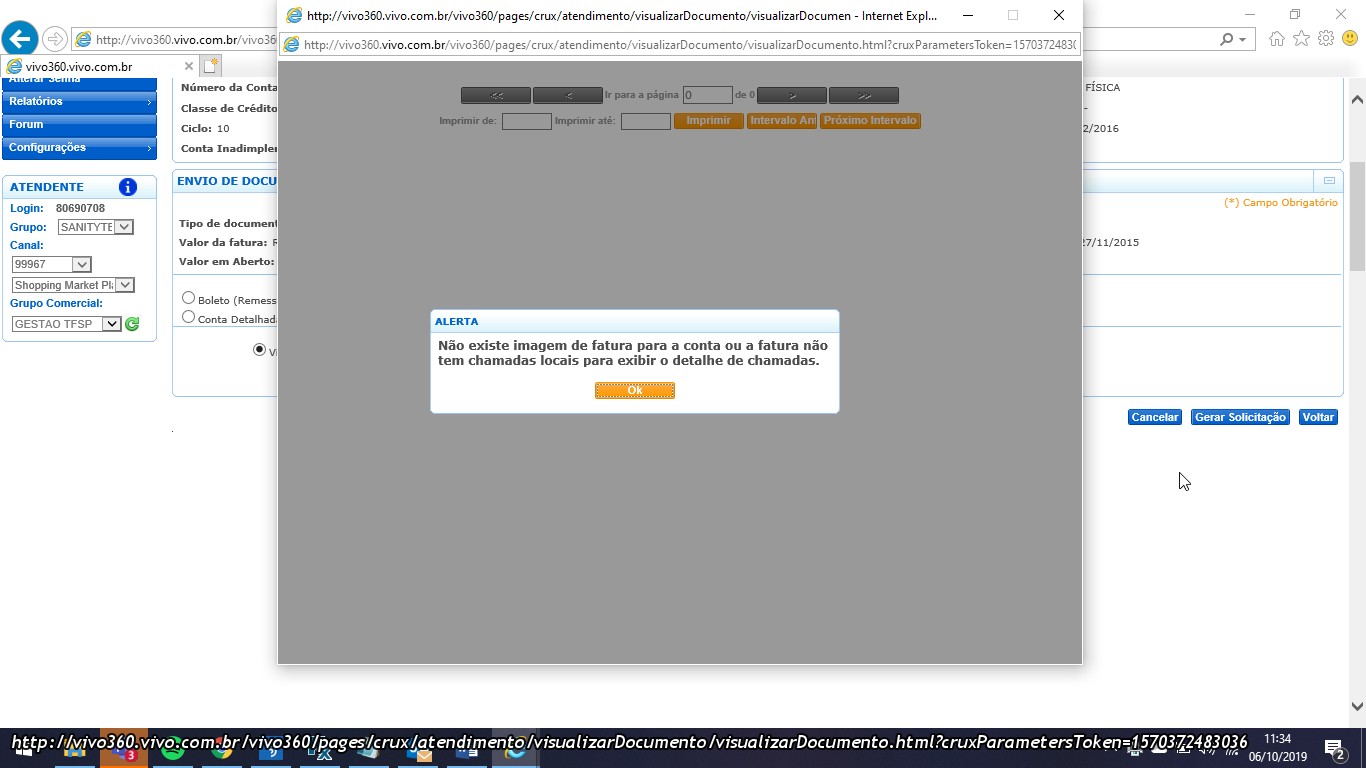 http://vivo360.vivo.com.br/vivo360/pages/crux/atendimento/visualizarDocumento/visualizarDocumen - Internet Expl...
http://vivo360.vivo.com.br/vivo360
http://vivo360.vivo.com.br/vivo360/pages/crux/atendimento/visualizarDocumento/visualizarDocumento.html?cruxParametersToken=1570372483
vivo360.vivo.com.br
Alterar Senha
Relatórios
Forum
Configurações
ATENDENTE
Login: 80690708
Grupo: SANITYTE
Canal:
99967
Shopping Market Pl
Grupo Comercial:
GESTAO TFSP
Número da Conta
FÍSICA
Classe de Crédito
-
Ciclo: 10
2/2016
Conta Inadimple
ENVIO DE DOCU
(*) Campo Obrigatório
Tipo de document
Valor da fatura: R
27/11/2015
Valor em Aberto:
Boleto (Remess
Conta Detalhada
Vi
<< < Ir para a página 0 de 0 > >>
Imprimir de: Imprimir até: Imprimir Intervalo An Próximo Intervalo
ALERTA
Não existe imagem de fatura para a conta ou a fatura não
tem chamadas locais para exibir o detalhe de chamadas.
Ok
Cancelar Gerar Solicitação Voltar
http://vivo360.vivo.com.br/vivo360/pages/crux/atendimento/visualizarDocumento/visualizarDocumento.html?cruxParametersToken=1570372483036
3
11:34
06/10/2019
2